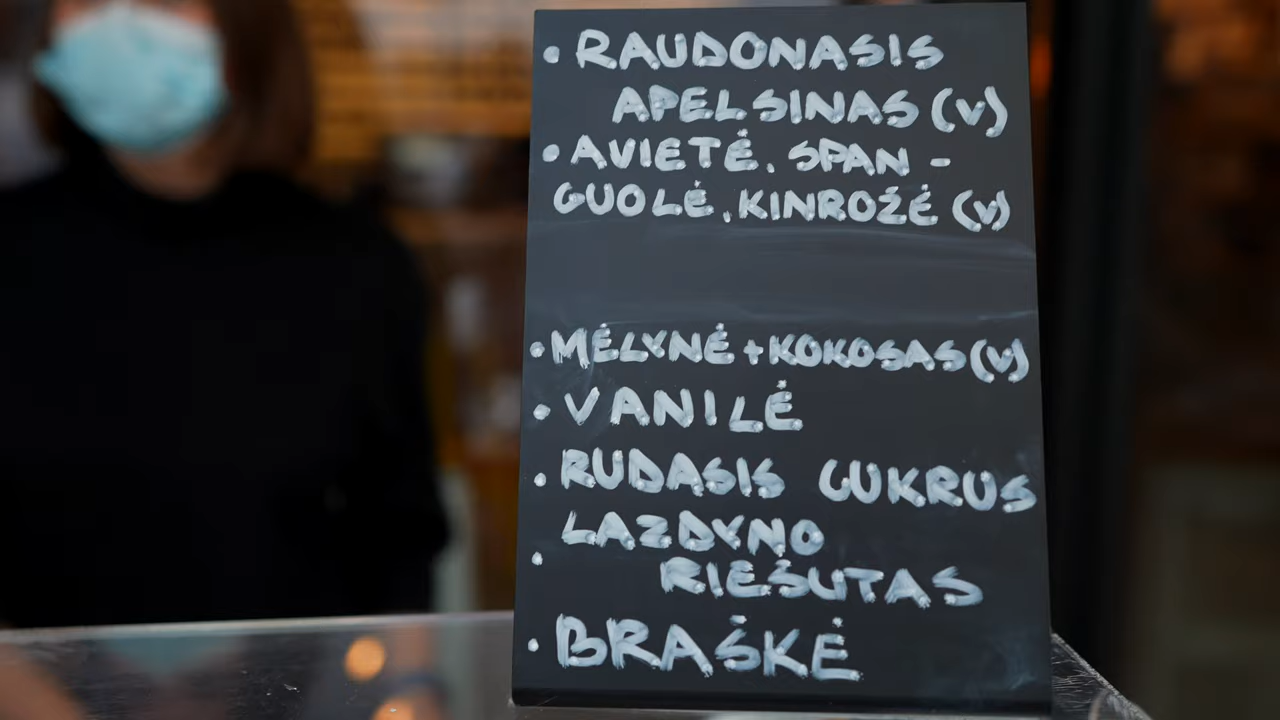 • RAUDONASIS
APELSINAS (V)
• AVIETĖ, SPAN -
GUOLĖ, KINROŽĖ (V)
• MĖLYNĖ + KOKOSAS (V)
• VANILĖ
• RUDASIS CUKRUS
LAZDYNO
• RIEŠUTAS
• BRAŠKĖ